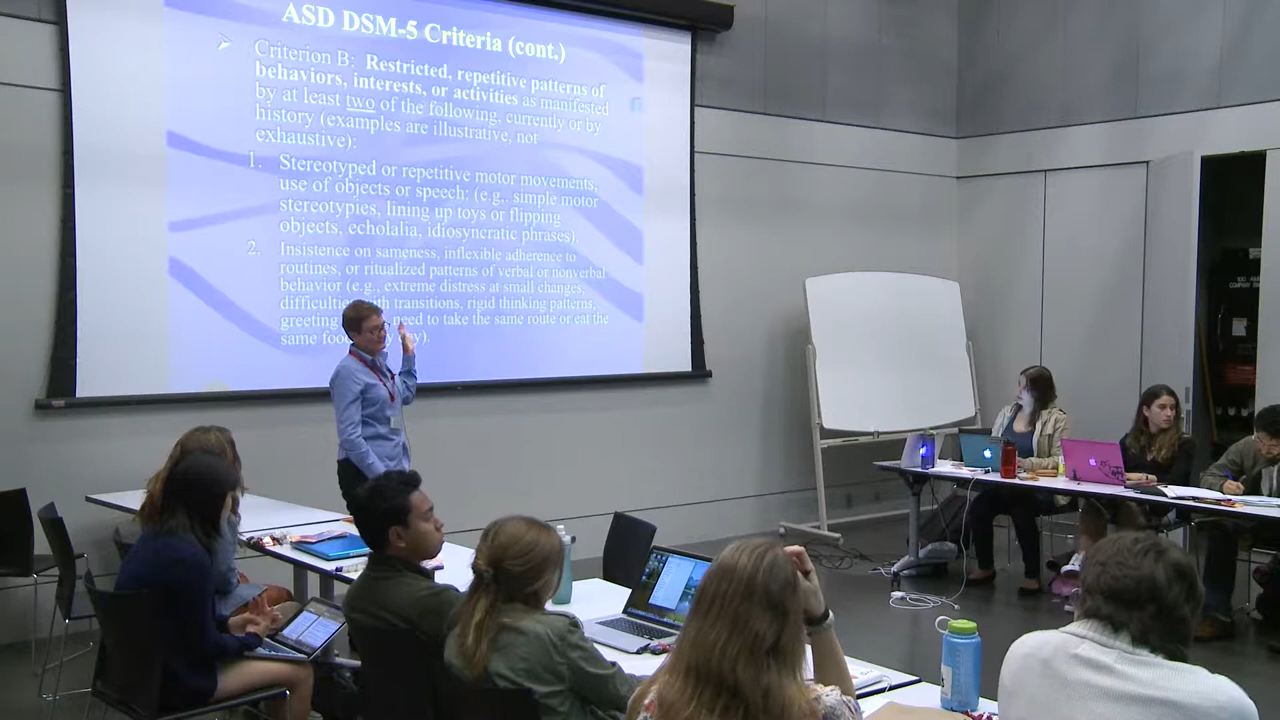 ASD DSM-5 Criteria (cont.)
Criterion B: Restricted, repetitive patterns of
behaviors, interests, or activities as manifested
by at least two of the following, currently or by
history (examples are illustrative, not
exhaustive):
1. Stereotyped or repetitive motor movements,
use of objects or speech; (e.g., simple motor
stereotypies, lining up toys or flipping
objects, echolalia, idiosyncratic phrases).
2. Insistence on sameness, inflexible adherence to
routines, or ritualized patterns of verbal or nonverbal
behavior (e.g., extreme distress at small changes,
difficulties with transitions, rigid thinking patterns,
greeting need to take the same route or eat the
same food
100
COMPANY